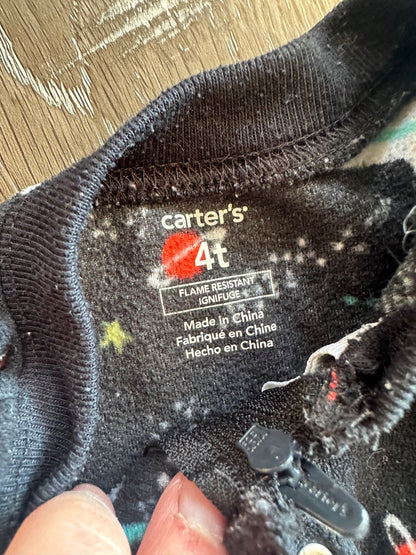 carter's
4t
FLAME RESISTANT
IGNIFUGE
Made in China
Fabriqué en Chine
Hecho en China